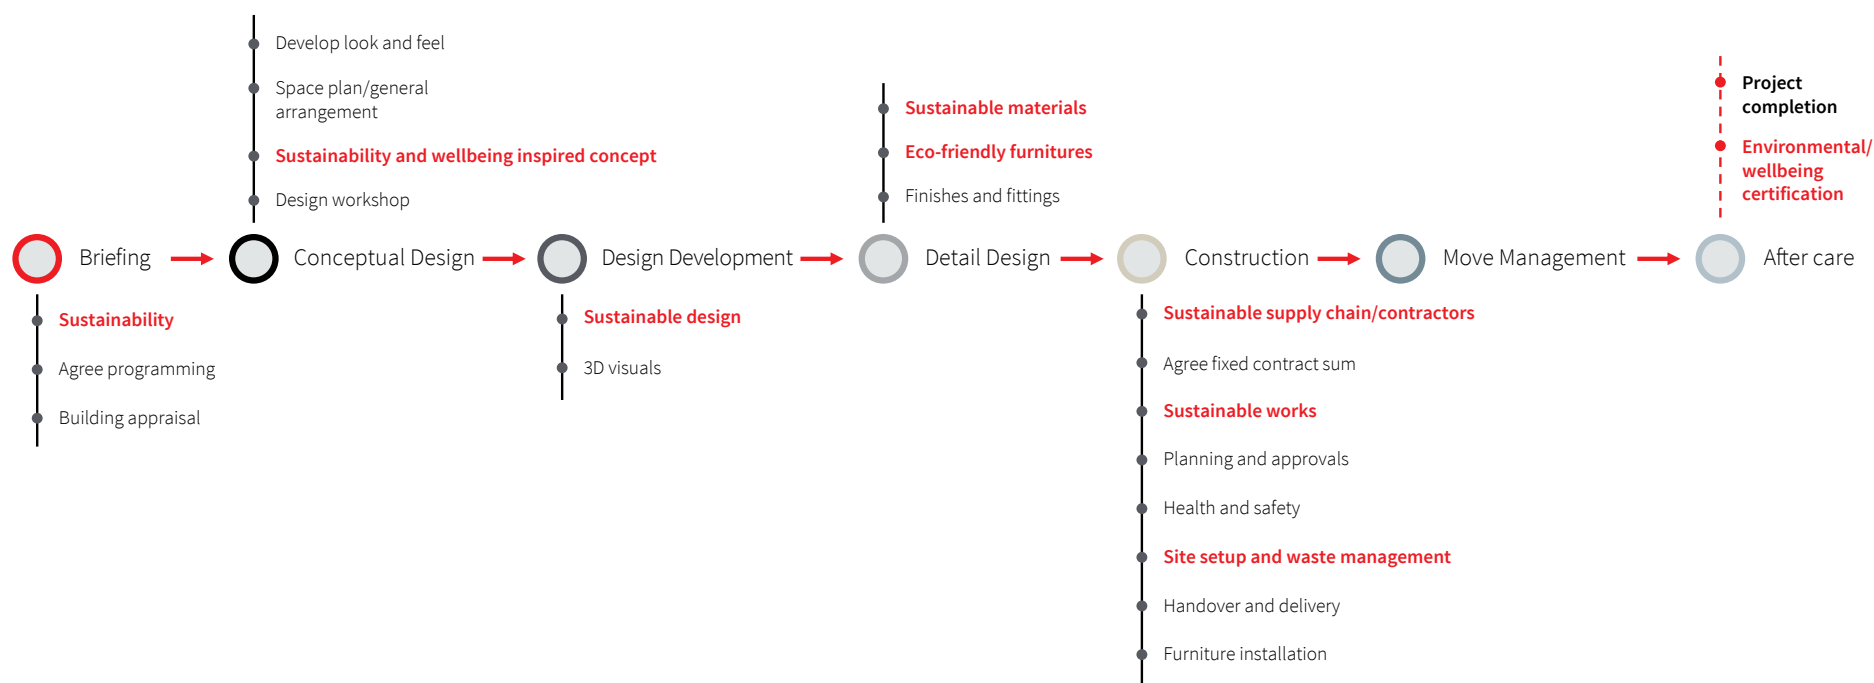 Develop look and feel
Space plan/general
arrangement
Sustainability and wellbeing inspired concept
Design workshop
Sustainable materials
Eco-friendly furnitures
Finishes and fittings
Project
completion
Environmental/
wellbeing
certification
Briefing
Conceptual Design
Design Development
Detail Design
Construction
Move Management
After care
Sustainability
Agree programming
Building appraisal
Sustainable design
3D visuals
Sustainable supply chain/contractors
Agree fixed contract sum
Sustainable works
Planning and approvals
Health and safety
Site setup and waste management
Handover and delivery
Furniture installation